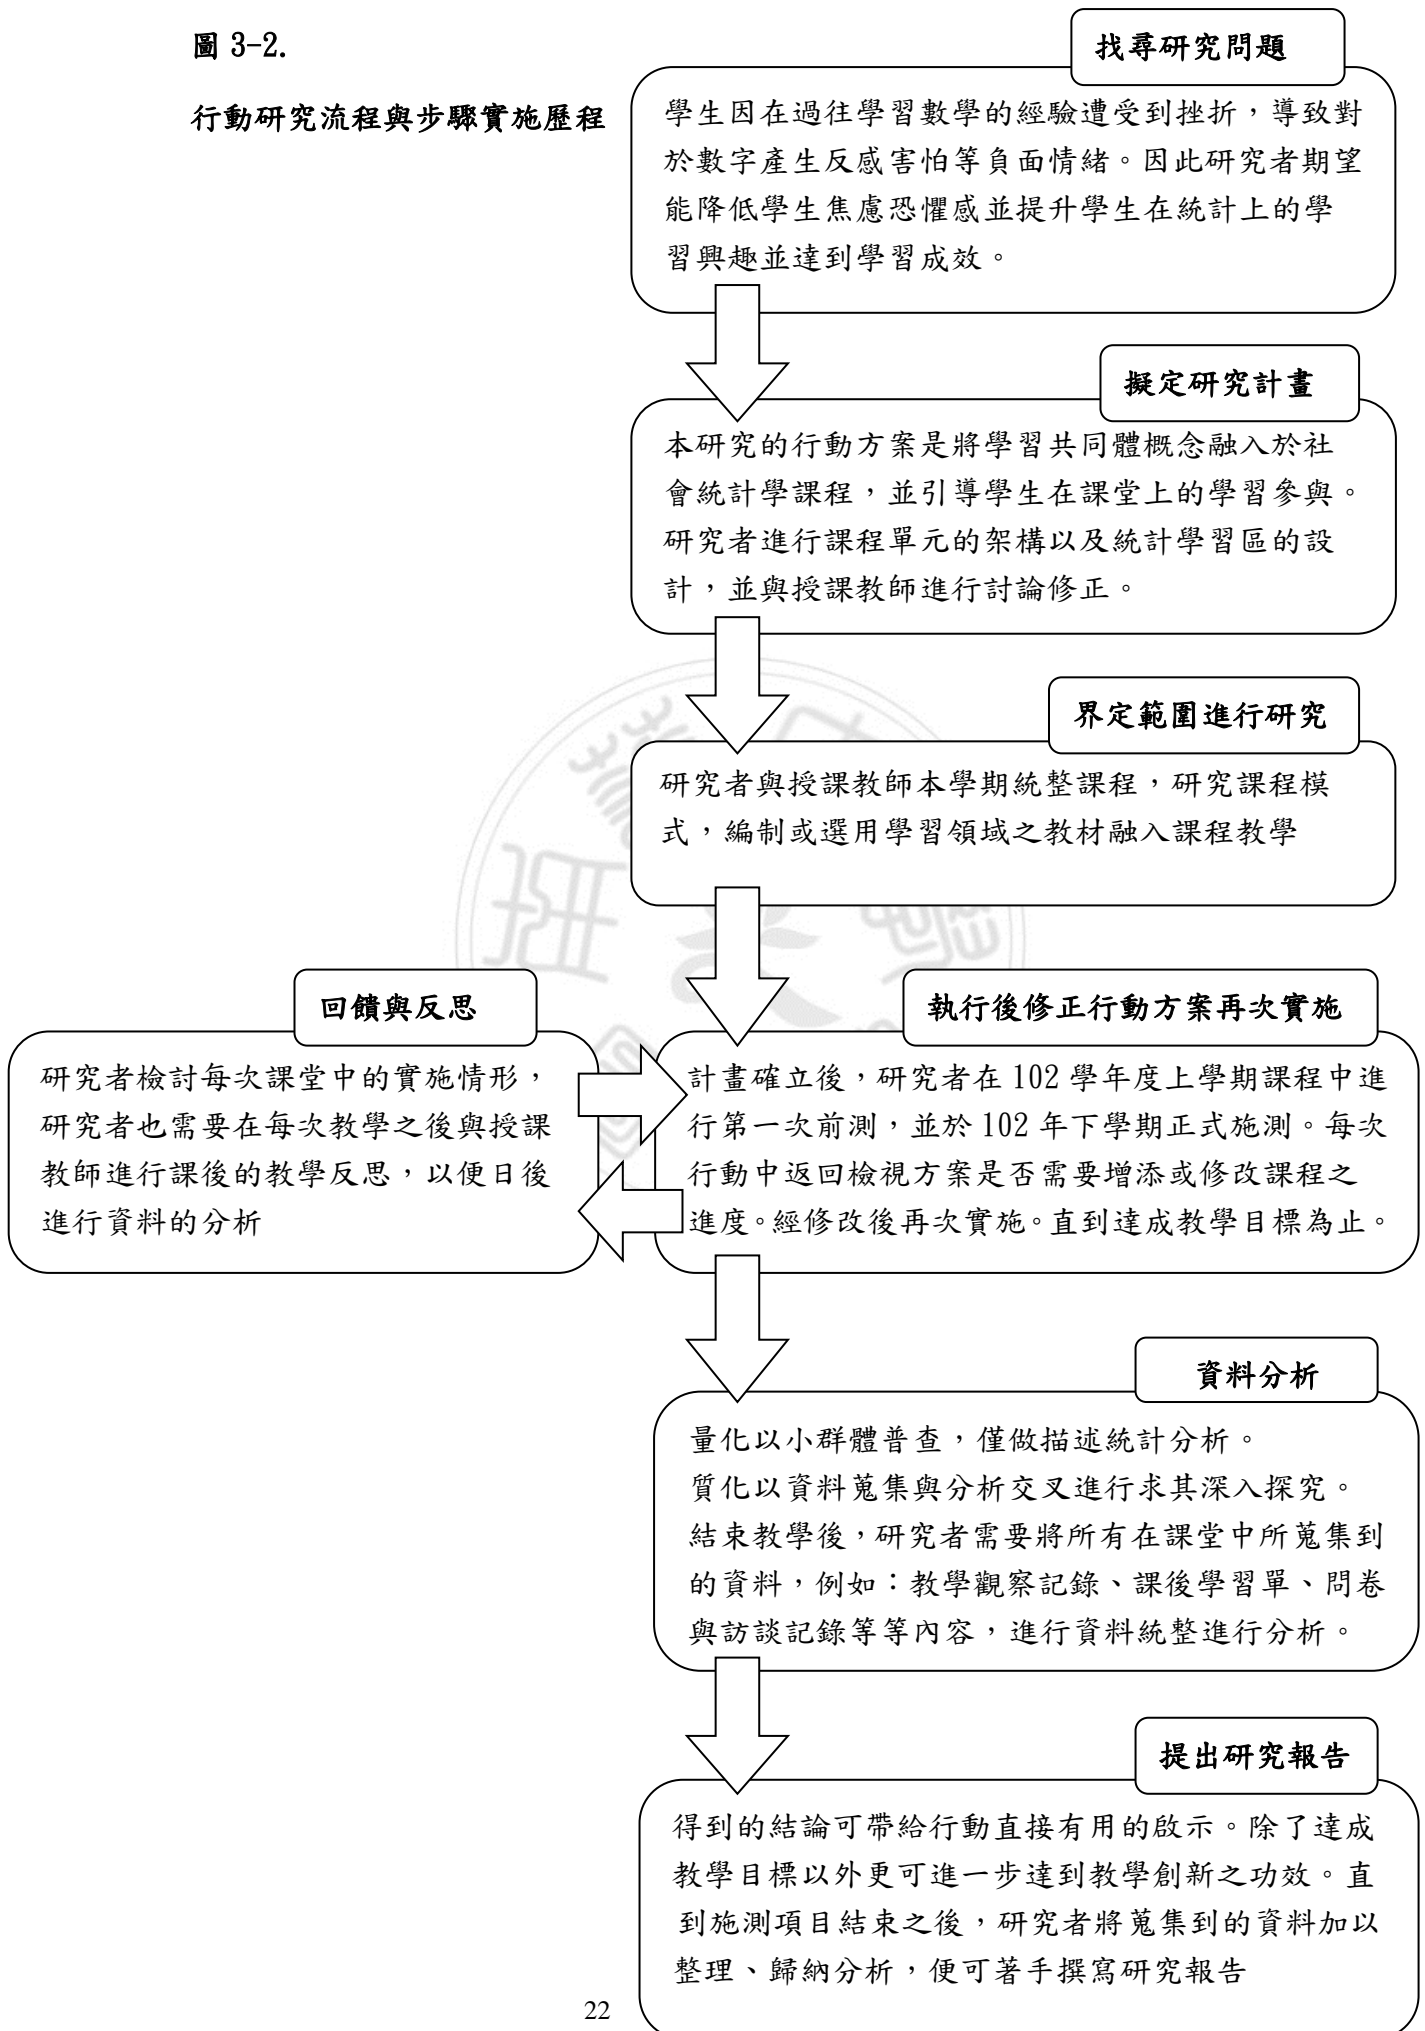 圖 3-2.
行動研究流程與步驟實施歷程
找尋研究問題
學生因在過往學習數學的經驗遭受到挫折，導致對
於數字產生反感害怕等負面情緒。因此研究者期望
能降低學生焦慮恐懼感並提升學生在統計上的學
習興趣並達到學習成效。
擬定研究計畫
本研究的行動方案是將學習共同體概念融入於社
會統計學課程，並引導學生在課堂上的學習參與。
研究者進行課程單元的架構以及統計學習區的設
計，並與授課教師進行討論修正。
界定範圍進行研究
研究者與授課教師本學期統整課程，研究課程模
式，編制或選用學習領域之教材融入課程教學
回饋與反思
研究者檢討每次課堂中的實施情形，
研究者也需要在每次教學之後與授課
教師進行課後的教學反思，以便日後
進行資料的分析
執行後修正行動方案再次實施
計畫確立後，研究者在 102 學年度上學期課程中進
行第一次前測，並於 102 年下學期正式施測。每次
行動中返回檢視方案是否需要增添或修改課程之
進度。經修改後再次實施。直到達成教學目標為止。
資料分析
量化以小群體普查，僅做描述統計分析。
質化以資料蒐集與分析交叉進行求其深入探究。
結束教學後，研究者需要將所有在課堂中所蒐集到
的資料，例如：教學觀察記錄、課後學習單、問卷
與訪談記錄等等內容，進行資料統整進行分析。
提出研究報告
得到的結論可帶給行動直接有用的啟示。除了達成
教學目標以外更可進一步達到教學創新之功效。直
到施測項目結束之後，研究者將蒐集到的資料加以
整理、歸納分析，便可著手撰寫研究報告
22